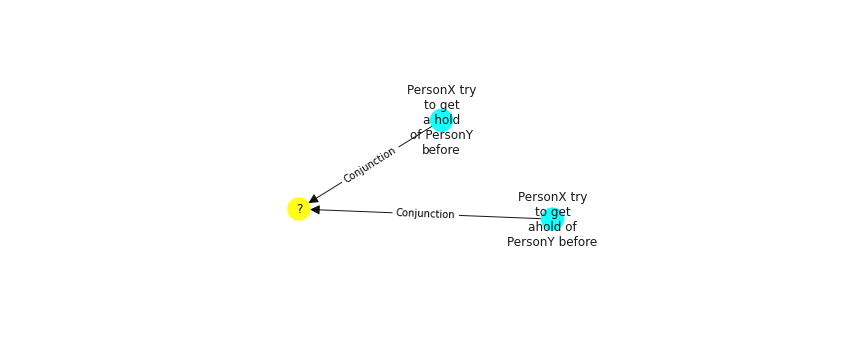 PersonX try
to get
a hold
of PersonY
before
Conjunction
PersonX try
to get
ahold of
PersonY before
Conjunction
?